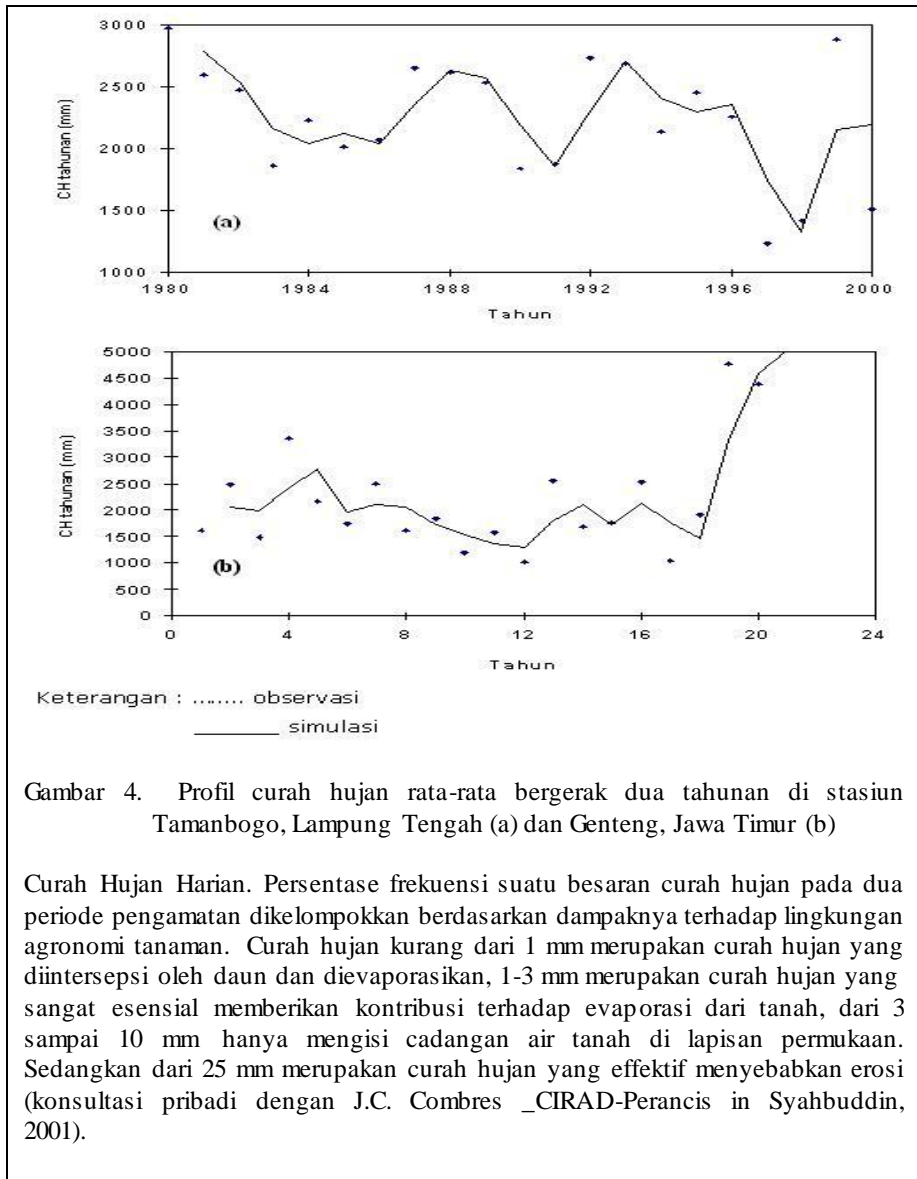 3000
2500
2000
1500
1000
CH tahunan (mm)
(a)
1980 1984 1988 1992 1996 2000
Tahun
5000
4500
4000
3500
3000
2500
2000
1500
1000
500
0
CH tahunan (mm)
(b)
0 4 8 12 16 20 24
Tahun
Keterangan : ........ observasi
________ simulasi
Gambar 4. Profil curah hujan rata-rata bergerak dua tahunan di stasiun
Tamanbogo, Lampung Tengah (a) dan Genteng, Jawa Timur (b)
Curah Hujan Harian. Persentase frekuensi suatu besaran curah hujan pada dua
periode pengamatan dikelompokkan berdasarkan dampaknya terhadap lingkungan
agronomi tanaman. Curah hujan kurang dari 1 mm merupakan curah hujan yang
diintersepsi oleh daun dan dievaporasikan, 1-3 mm merupakan curah hujan yang
sangat esensial memberikan kontribusi terhadap evaporasi dari tanah, dari 3
sampai 10 mm hanya mengisi cadangan air tanah di lapisan permukaan.
Sedangkan dari 25 mm merupakan curah hujan yang effektif menyebabkan erosi
(konsultasi pribadi dengan J.C. Combres _CIRAD-Perancis in Syahbuddin,
2001).